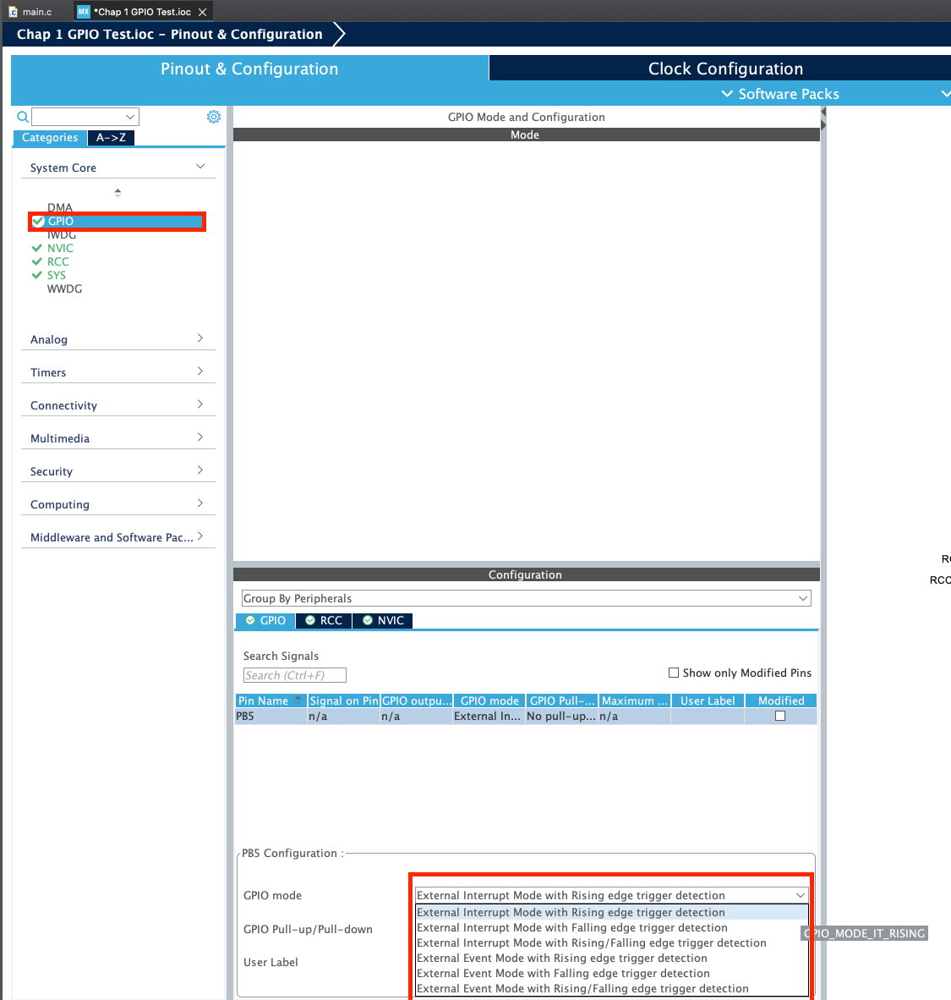 main.c
MX *Chap 1 GPIO Test.ioc
Chap 1 GPIO Test.ioc - Pinout & Configuration
Pinout & Configuration
Clock Configuration
Software Packs
GPIO Mode and Configuration
Mode
Categories
A->Z
System Core
DMA
GPIO
IWDG
NVIC
RCC
SYS
WWDG
Analog
Timers
Connectivity
Multimedia
Security
Computing
Middleware and Software Pac...
RCC
Configuration
Group By Peripherals
GPIO RCC NVIC
Search Signals
Search (Ctrl+F)
Show only Modified Pins
Pin Name Signal on Pin GPIO outpu... GPIO mode GPIO Pull-... Maximum ... User Label Modified
PB5 n/a n/a External In... No pull-up... n/a
PB5 Configuration :
GPIO mode
External Interrupt Mode with Rising edge trigger detection
External Interrupt Mode with Rising edge trigger detection
External Interrupt Mode with Falling edge trigger detection
External Interrupt Mode with Rising/Falling edge trigger detection
External Event Mode with Rising edge trigger detection
External Event Mode with Falling edge trigger detection
External Event Mode with Rising/Falling edge trigger detection
GPIO Pull-up/Pull-down
User Label
GPIO_MODE_IT_RISING